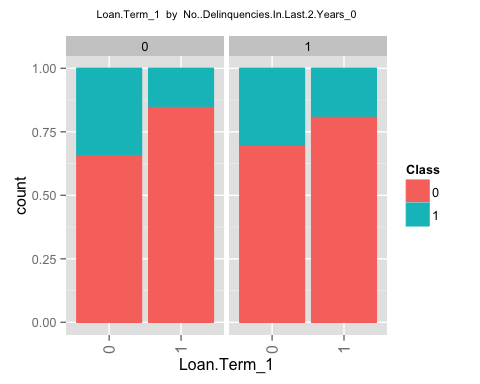 Loan.Term_1 by No..Delinquencies.In.Last.2.Years_0
0 1
1.00
0.75
0.50
0.25
0.00
count
0 1 0 1
Loan.Term_1
Class
0
1